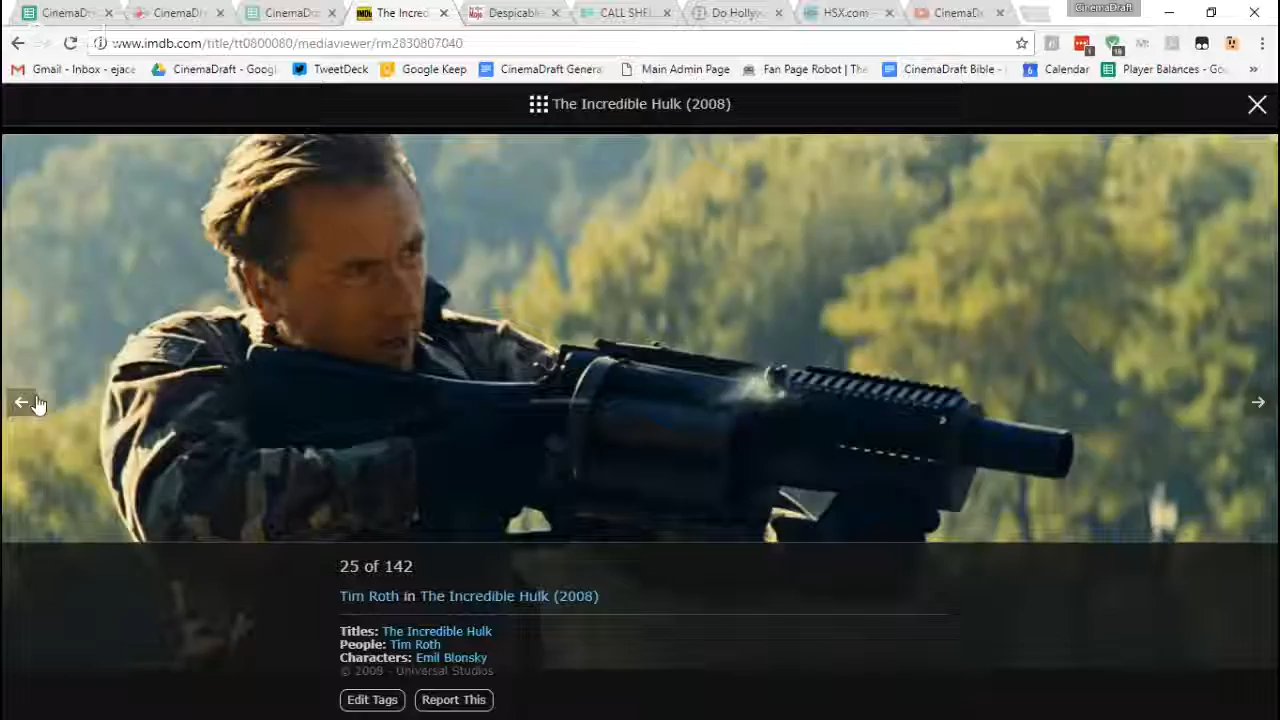 CinemaDr
CinemaD
CinemaDr
The Incred
Despicable
CALL SHEE
Do Hollyw
HSX.com
CinemaDr
CinemaDraft
www.imdb.com/title/tt0800080/mediaviewer/rm2830807040
Gmail - Inbox - ejace
CinemaDraft - Googl
TweetDeck
Google Keep
CinemaDraft Genera
Main Admin Page
Fan Page Robot | The
CinemaDraft Bible -
Calendar
Player Balances - Go
»
The Incredible Hulk (2008)
25 of 142
Tim Roth in The Incredible Hulk (2008)
Titles: The Incredible Hulk
People: Tim Roth
Characters: Emil Blonsky
© 2008 - Universal Studios
Edit Tags
Report This